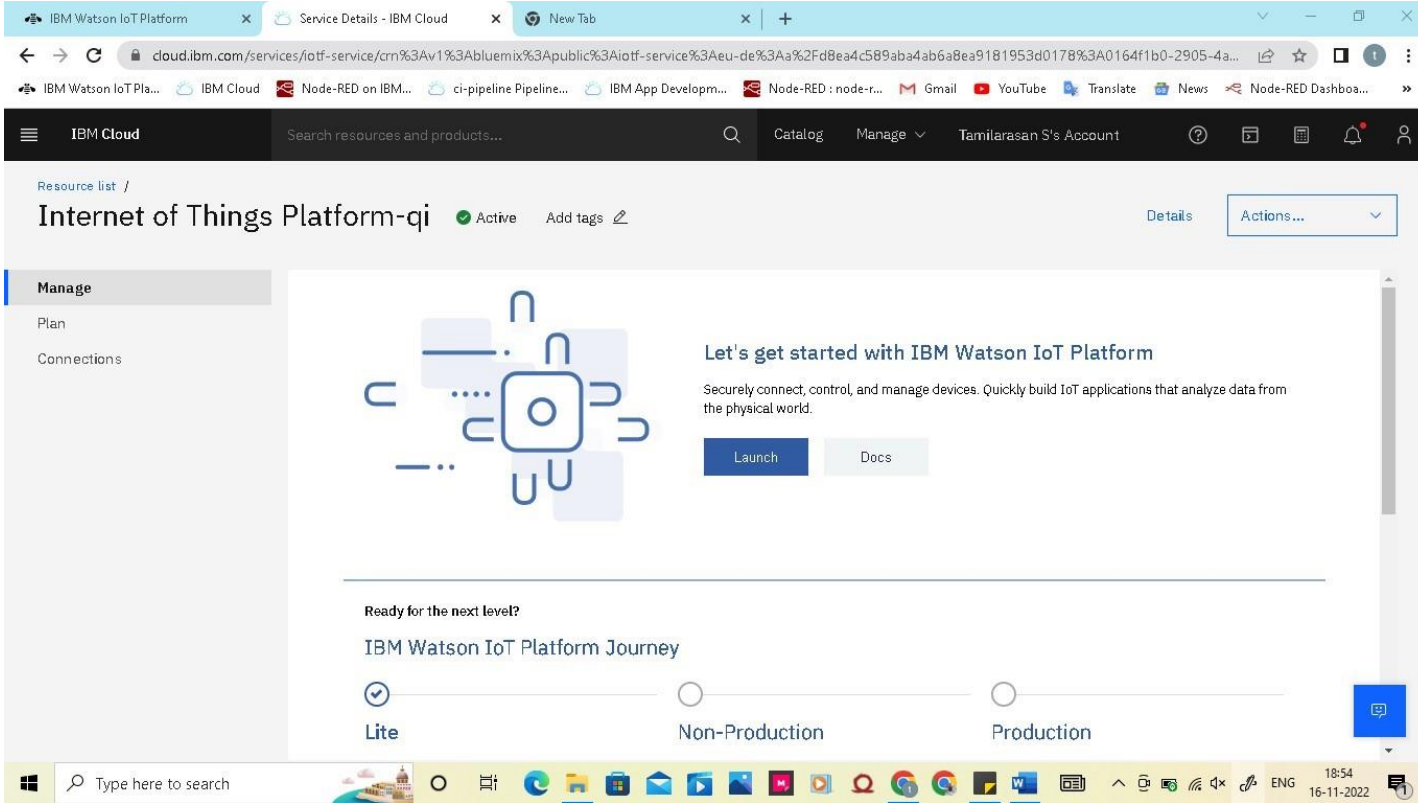 IBM Watson IoT Platform
Service Details - IBM Cloud
New Tab
cloud.ibm.com/services/iotf-service/crn%3Av1%3Abluemix%3Apublic%3Aiotf-service%3Aeu-de%3Aa%2Fd8ea4c589aba4ab6a8ea9181953d0178%3A0164f1b0-2905-4a...
t
IBM Watson IoT Pla...
IBM Cloud
Node-RED on IBM...
ci-pipeline Pipeline...
IBM App Developm...
Node-RED : node-r...
Gmail
YouTube
Translate
News
Node-RED Dashboa...
»
IBM Cloud
Search resources and products...
Catalog
Manage
Tamilarasan S's Account
Resource list /
Internet of Things Platform-qi
Active
Add tags
Details
Actions...
Manage
Plan
Connections
Let's get started with IBM Watson IoT Platform
Securely connect, control, and manage devices. Quickly build IoT applications that analyze data from
the physical world.
Launch
Docs
Ready for the next level?
IBM Watson IoT Platform Journey
Lite
Non-Production
Production
Type here to search
ENG
18:54
16-11-2022
1